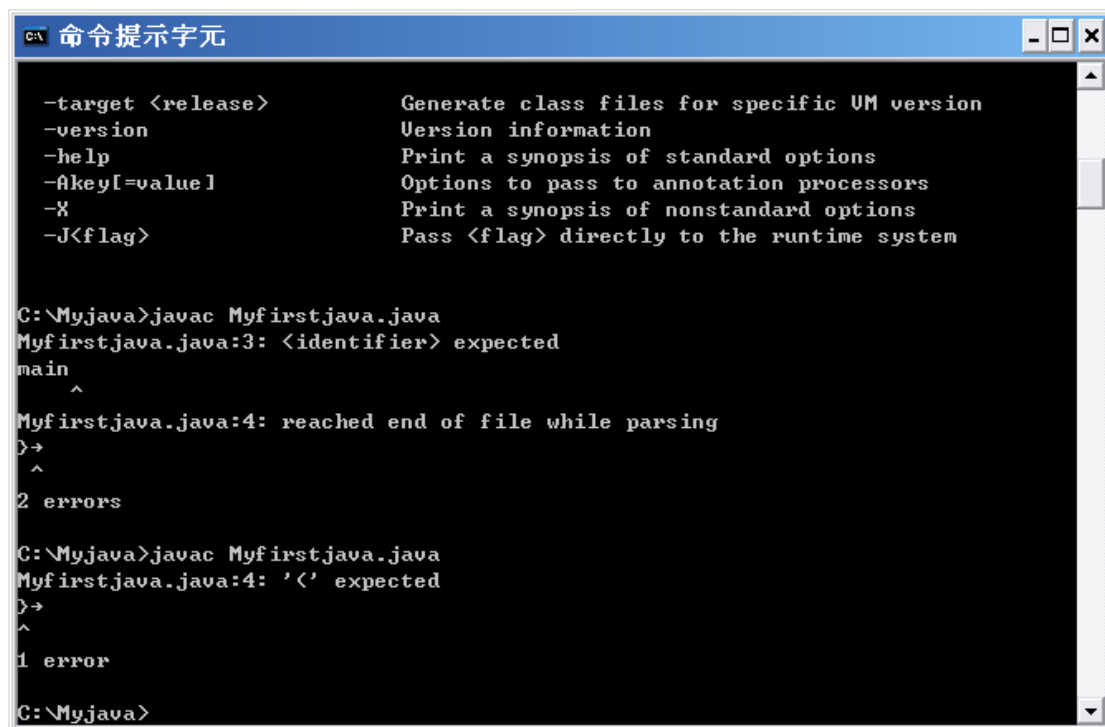 命令提示字元
-target <release> Generate class files for specific VM version
-version Version information
-help Print a synopsis of standard options
-Akey[=value] Options to pass to annotation processors
-X Print a synopsis of nonstandard options
-J<flag> Pass <flag> directly to the runtime system
C:\Myjava>javac Myfirstjava.java
Myfirstjava.java:3: <identifier> expected
main
^
Myfirstjava.java:4: reached end of file while parsing
}→
^
2 errors
C:\Myjava>javac Myfirstjava.java
Myfirstjava.java:4: '(' expected
}→
^
1 error
C:\Myjava>